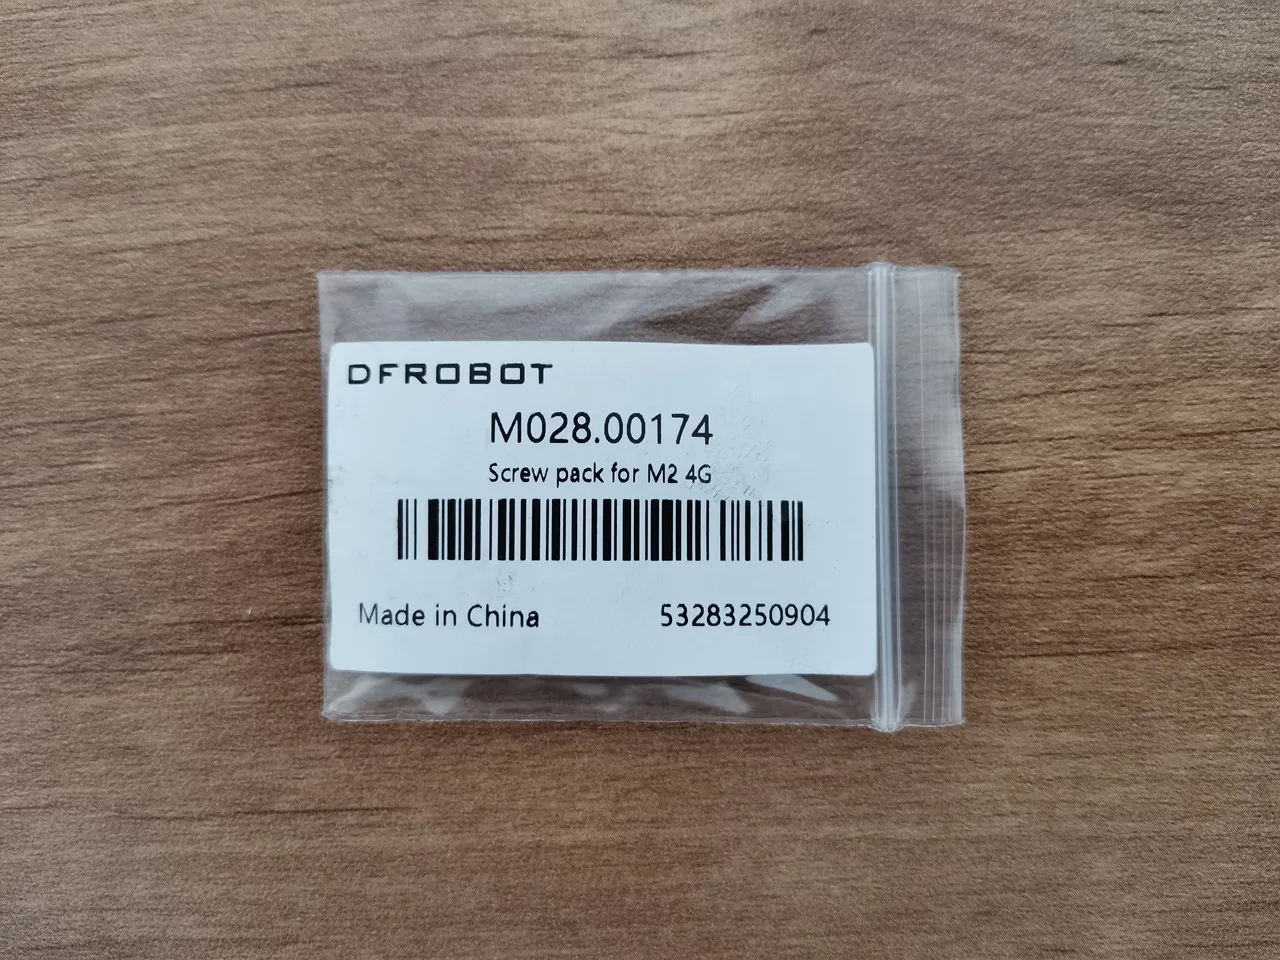 DFROBOT
M028.00174
Screw pack for M2 4G
Made in China
53283250904